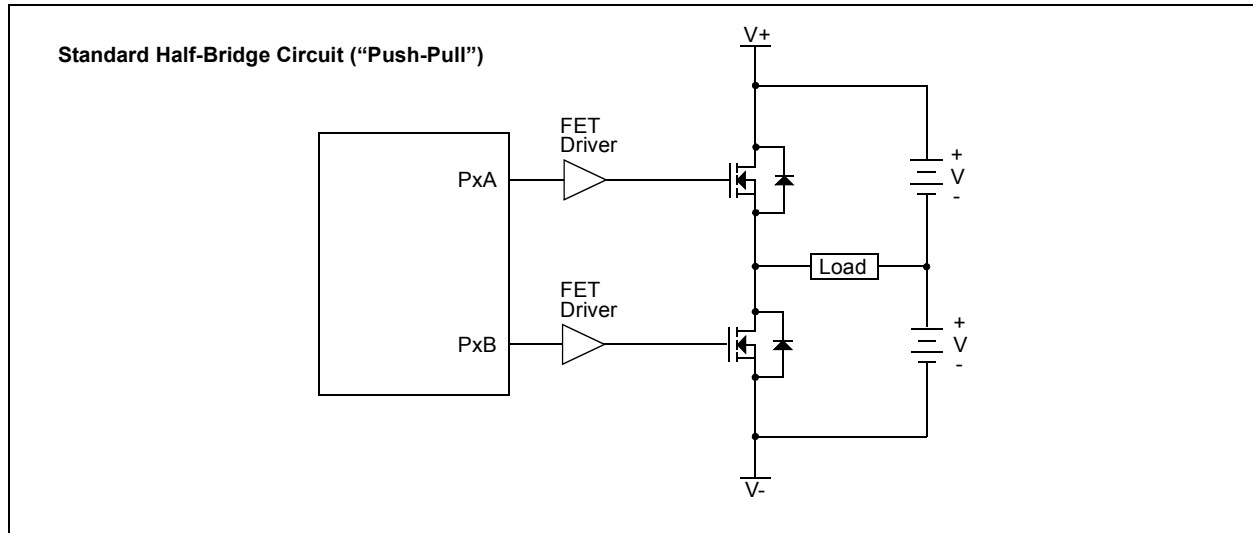 Standard Half-Bridge Circuit (“Push-Pull”)
V+
FET
Driver
PxA
+
V
-
Load
FET
Driver
PxB
+
V
-
V-